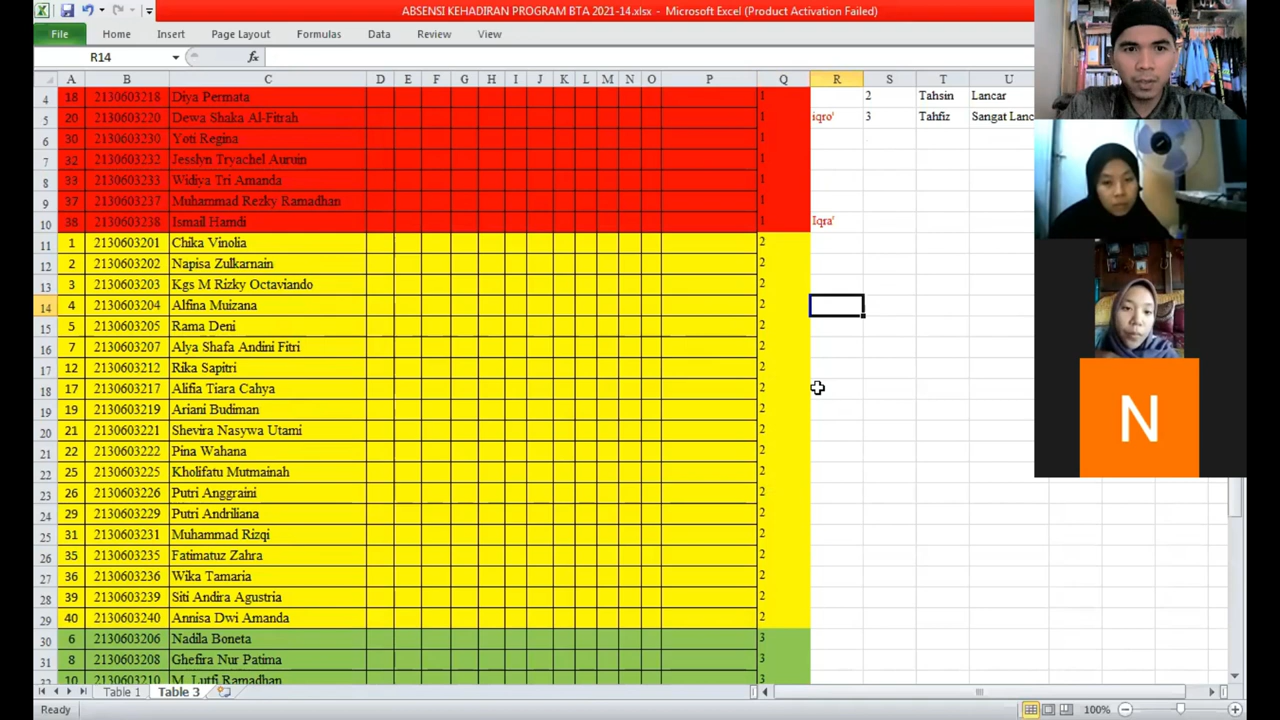 ABSENSI KEHADIRAN PROGRAM BTA 2021-14.xlsx - Microsoft Excel (Product Activation Failed)
File Home Insert Page Layout Formulas Data Review View
R14 fx
A B C D E F G H I J K L M N O P Q R S T U
4 18 2130603218 Diya Permata 1 2 Tahsin Lancar
5 20 2130603220 Dewa Shaka Al-Fitrah 1 iqro' 3 Tahfiz Sangat Lanc
6 30 2130603230 Yoti Regina 1
7 32 2130603232 Jesslyn Tryachel Auruin 1
8 33 2130603233 Widiya Tri Amanda 1
9 37 2130603237 Muhammad Rezky Ramadhan 1
10 38 2130603238 Ismail Hamdi 1 Iqra'
11 1 2130603201 Chika Vinolia 2
12 2 2130603202 Napisa Zulkarnain 2
13 3 2130603203 Kgs M Rizky Octaviando 2
14 4 2130603204 Alfina Muizana 2
15 5 2130603205 Rama Deni 2
16 7 2130603207 Alya Shafa Andini Fitri 2
17 12 2130603212 Rika Sapitri 2
18 17 2130603217 Alifia Tiara Cahya 2
19 19 2130603219 Ariani Budiman 2
20 21 2130603221 Shevira Nasywa Utami 2
21 22 2130603222 Pina Wahana 2
22 25 2130603225 Kholifatu Mutmainah 2
23 26 2130603226 Putri Anggraini 2
24 29 2130603229 Putri Andriliana 2
25 31 2130603231 Muhammad Rizqi 2
26 35 2130603235 Fatimatuz Zahra 2
27 36 2130603236 Wika Tamaria 2
28 39 2130603239 Siti Andira Agustria 2
29 40 2130603240 Annisa Dwi Amanda 2
30 6 2130603206 Nadila Boneta 3
31 8 2130603208 Ghefira Nur Patima 3
10 2130603210 M. Lutfi Ramadhan 3
Table 1 Table 3
Ready 100%
N